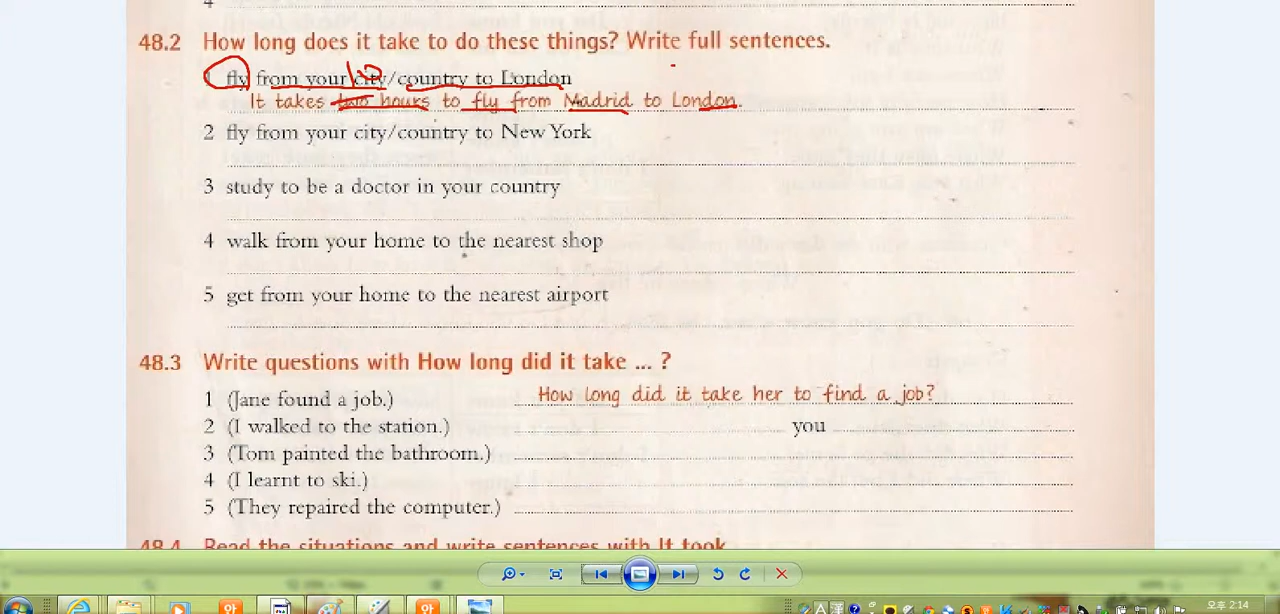 4
48.2 How long does it take to do these things? Write full sentences.
1 fly from your city/country to London
It takes two hours to fly from Madrid to London.
2 fly from your city/country to New York
3 study to be a doctor in your country
4 walk from your home to the nearest shop
5 get from your home to the nearest airport
48.3 Write questions with How long did it take ... ?
1 (Jane found a job.) How long did it take her to find a job?
2 (I walked to the station.) you
3 (Tom painted the bathroom.)
4 (I learnt to ski.)
5 (They repaired the computer.)
48.4 Read the situations and write sentences with It took
오후 2:14